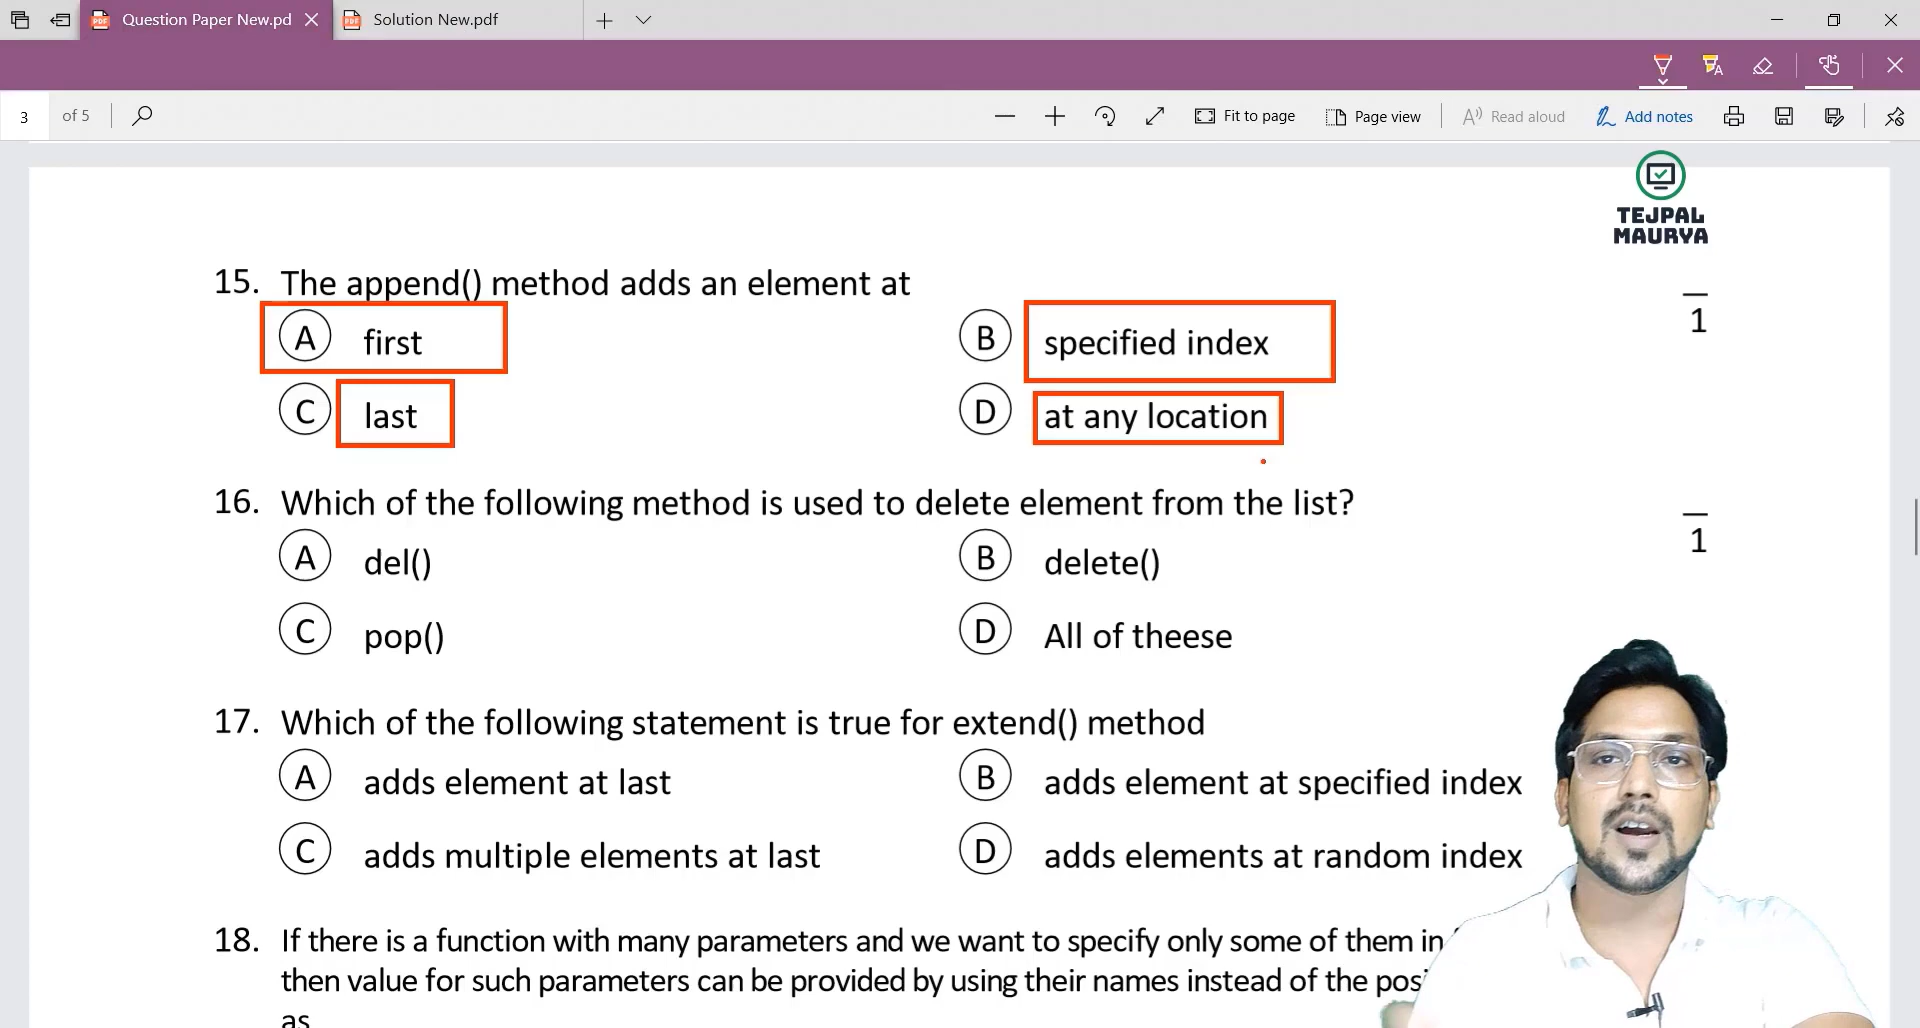 Question Paper New.pd
Solution New.pdf
3 of 5
Fit to page
Page view
Read aloud
Add notes
TEJPAL
MAURYA
15. The append() method adds an element at
1
A first
B specified index
C last
D at any location
16. Which of the following method is used to delete element from the list?
1
A del()
B delete()
C pop()
D All of theese
17. Which of the following statement is true for extend() method
A adds element at last
B adds element at specified index
C adds multiple elements at last
D adds elements at random index
18. If there is a function with many parameters and we want to specify only some of them in
then value for such parameters can be provided by using their names instead of the
as